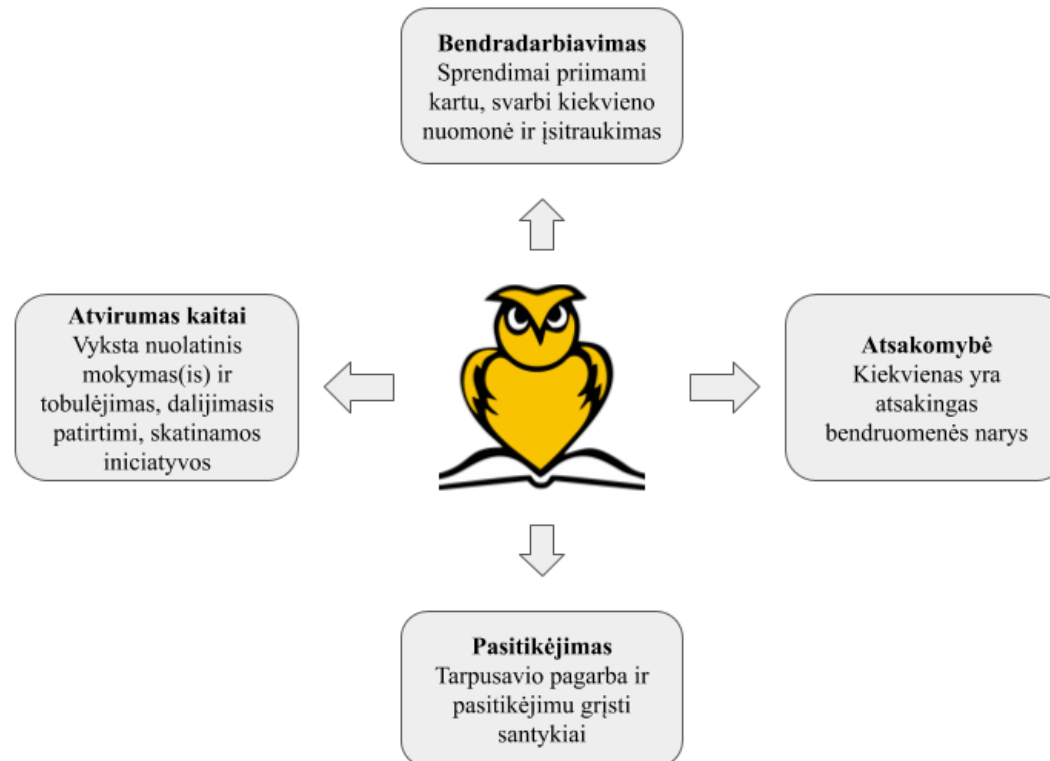 Bendradarbiavimas
Sprendimai priimami
kartu, svarbi kiekvieno
nuomonė ir įsitraukimas
Atvirumas kaitai
Vyksta nuolatinis
mokymas(is) ir
tobulėjimas, dalijimasis
patirtimi, skatinamos
iniciatyvos
Atsakomybė
Kiekvienas yra
atsakingas
bendruomenės narys
Pasitikėjimas
Tarpusavio pagarba ir
pasitikėjimu grįsti
santykiai